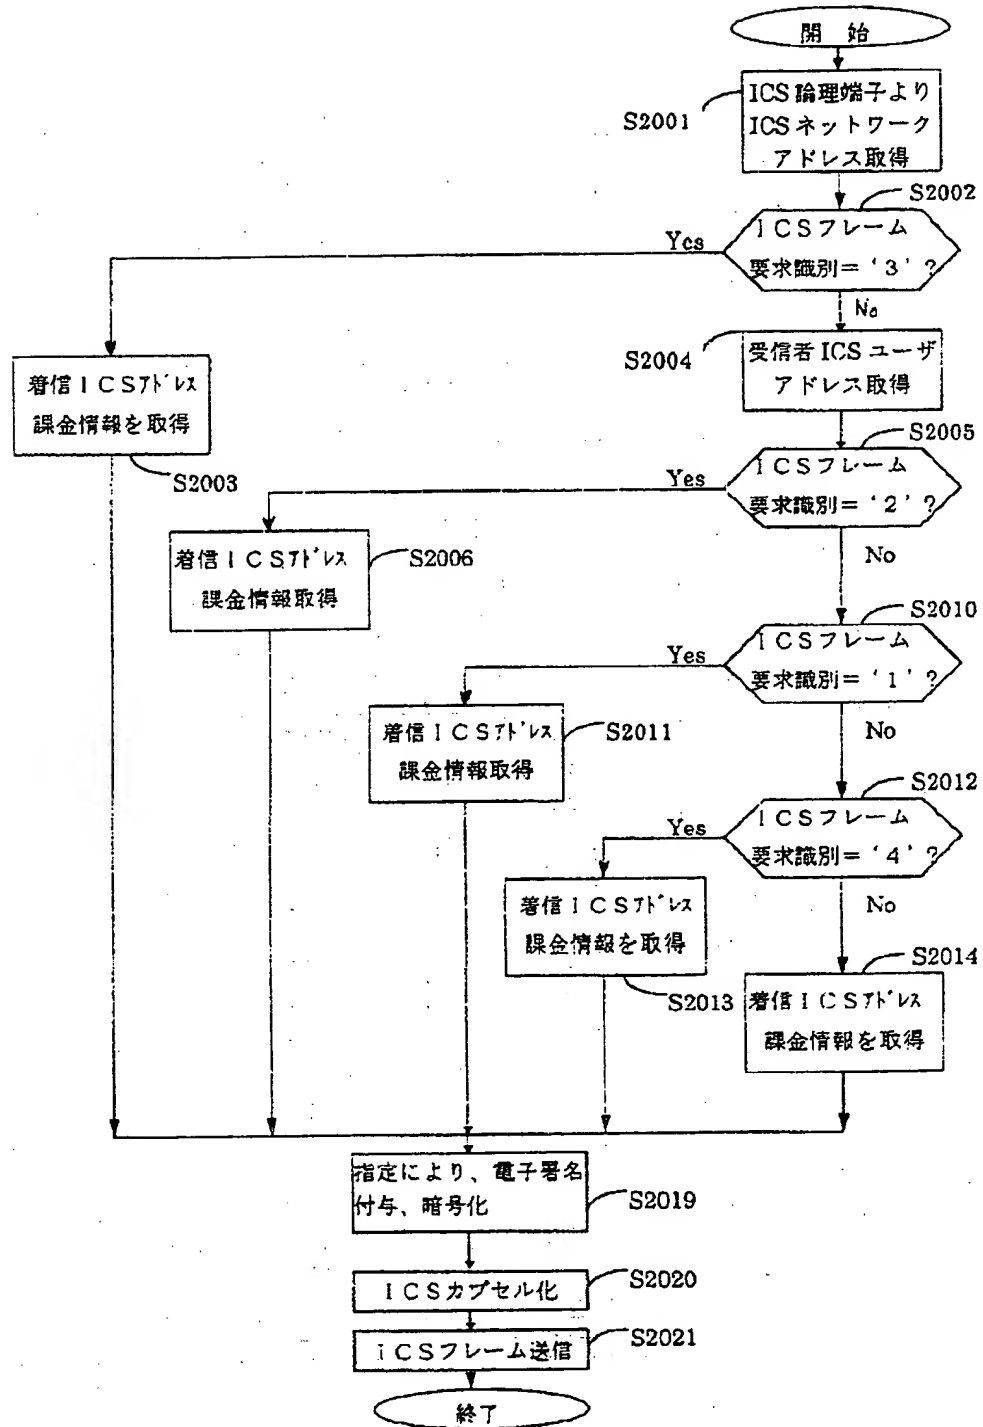 開 始
ICS論理端子より
ICSネットワーク
アドレス取得
S2001
S2002
ICSフレーム
要求識別=‘3’?
Yes
No
S2004
受信者ICSユーザ
アドレス取得
着信ICSアドレス
課金情報を取得
S2003
S2005
ICSフレーム
要求識別=‘2’?
Yes
No
着信ICSアドレス
課金情報取得
S2006
S2010
ICSフレーム
要求識別=‘1’?
Yes
No
着信ICSアドレス
課金情報取得
S2011
S2012
ICSフレーム
要求識別=‘4’?
Yes
No
着信ICSアドレス
課金情報を取得
S2013
S2014
着信ICSアドレス
課金情報を取得
指定により、電子署名
付与、暗号化
S2019
ICSカプセル化
S2020
ICSフレーム送信
S2021
終了